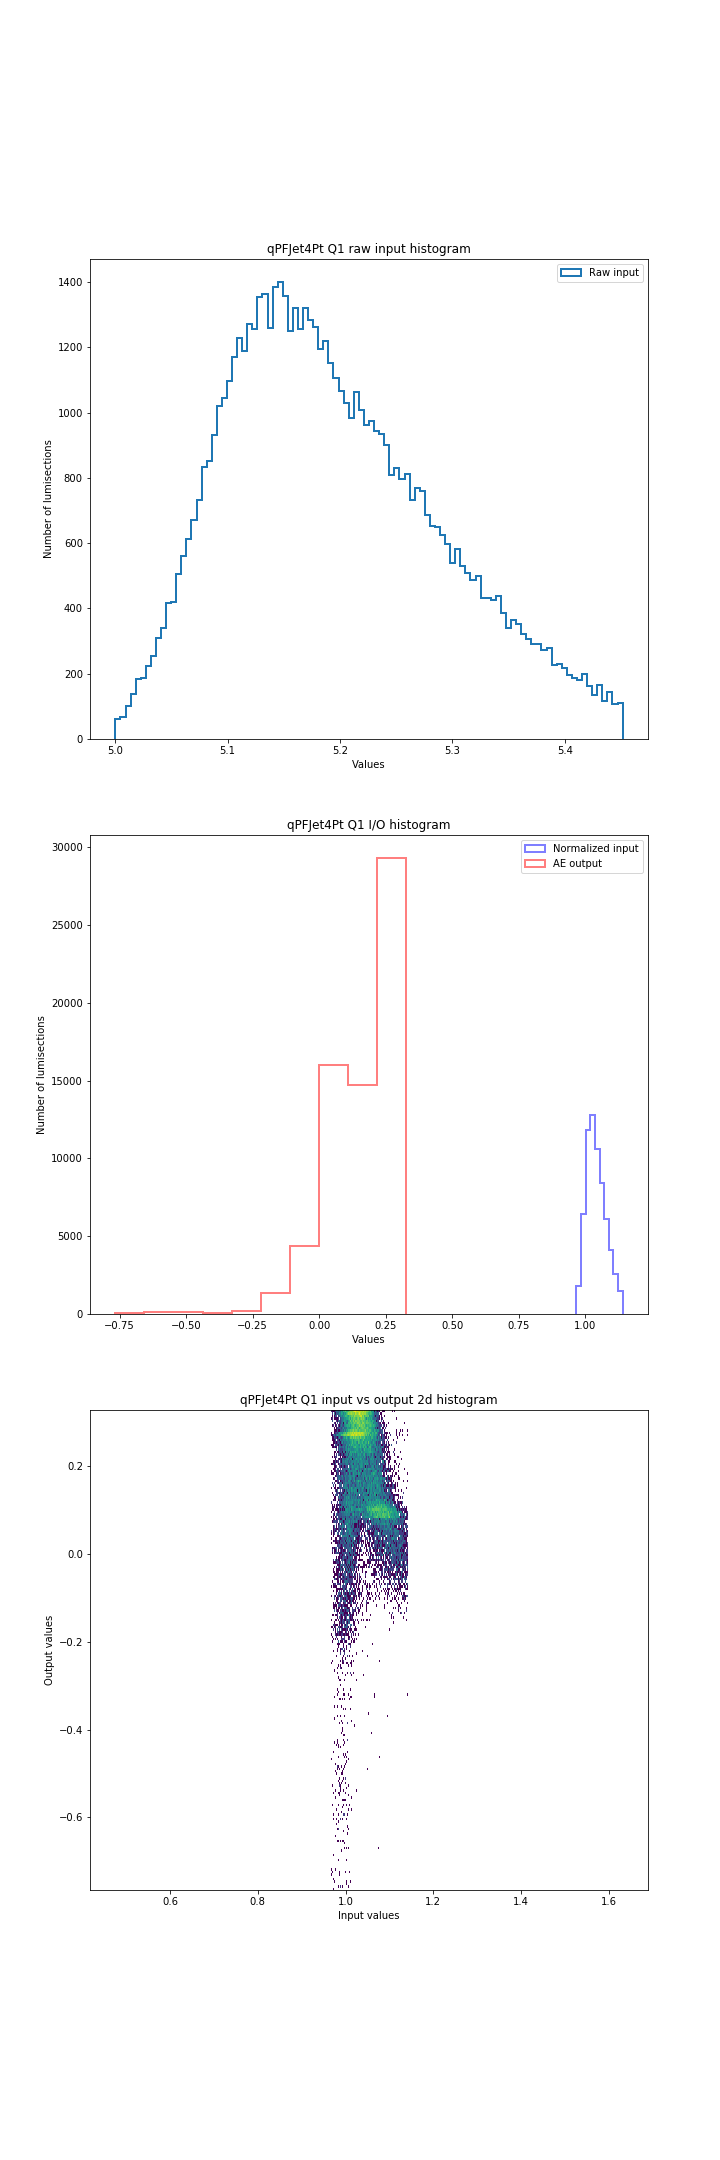 qPFJet4Pt Q1 raw input histogram
Raw input
1400
1200
1000
800
600
400
200
0
Number of lumisections
5.0 5.1 5.2 5.3 5.4
Values
qPFJet4Pt Q1 I/O histogram
Normalized input
AE output
30000
25000
20000
15000
10000
5000
0
Number of lumisections
−0.75 −0.50 −0.25 0.00 0.25 0.50 0.75 1.00
Values
qPFJet4Pt Q1 input vs output 2d histogram
0.2
0.0
−0.2
−0.4
−0.6
Output values
0.6 0.8 1.0 1.2 1.4 1.6
Input values